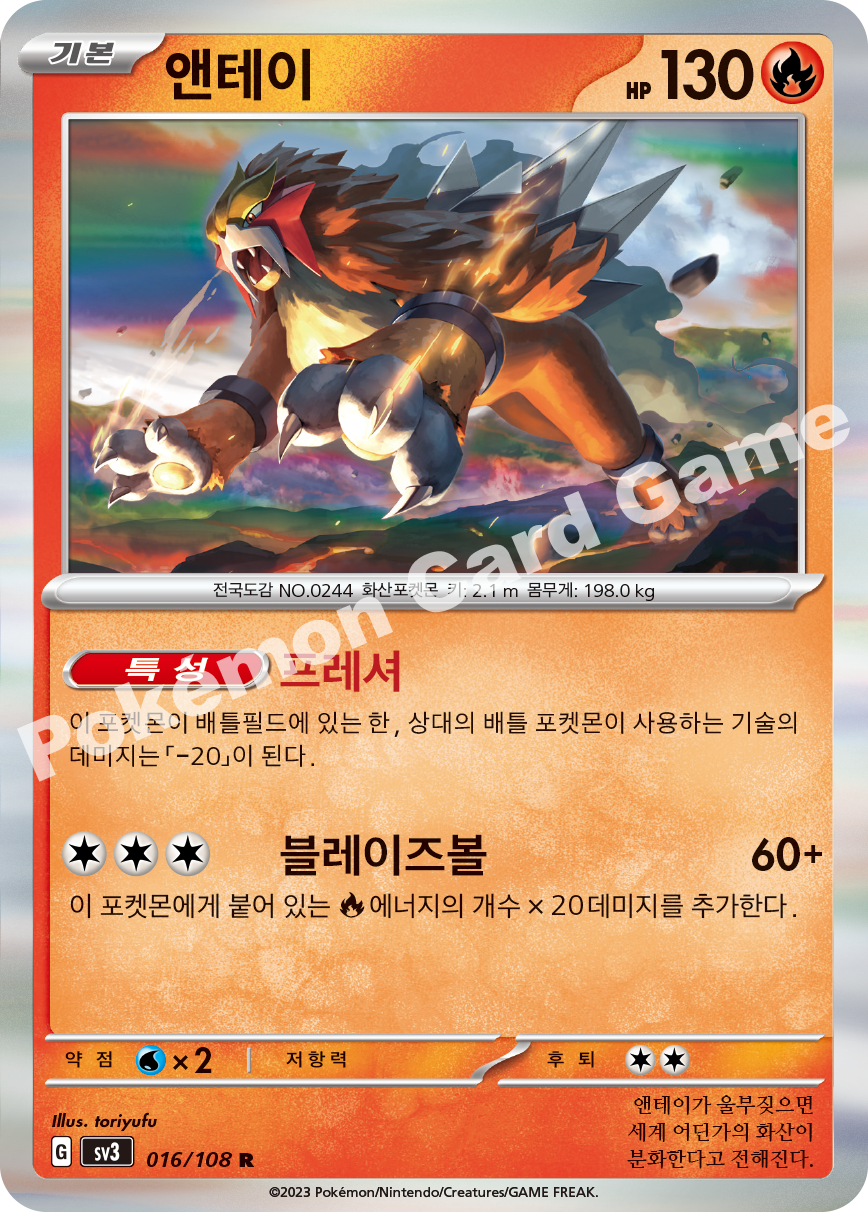 기본 앤테이 HP 130
전국도감 NO.0244 화산포켓몬 키: 2.1 m 몸무게: 198.0 kg
특성 프레셔
이 포켓몬이 배틀필드에 있는 한, 상대의 배틀 포켓몬이 사용하는 기술의
데미지는 「-20」이 된다.
블레이즈볼 60+
이 포켓몬에게 붙어 있는 에너지의 개수 × 20데미지를 추가한다.
약점 ×2 저항력 후퇴
앤테이가 울부짖으면
세계 어딘가의 화산이
분화한다고 전해진다.
Illus. toriyufu
G sv3 016/108 R
©2023 Pokémon/Nintendo/Creatures/GAME FREAK.
Pokémon Card Game